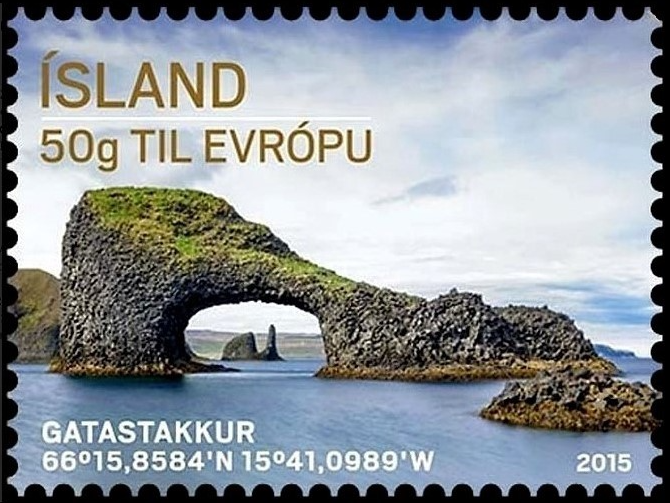 ÍSLAND
50g TIL EVRÓPU
GATASTAKKUR
66º15,8584'N 15º41,0989'W
2015